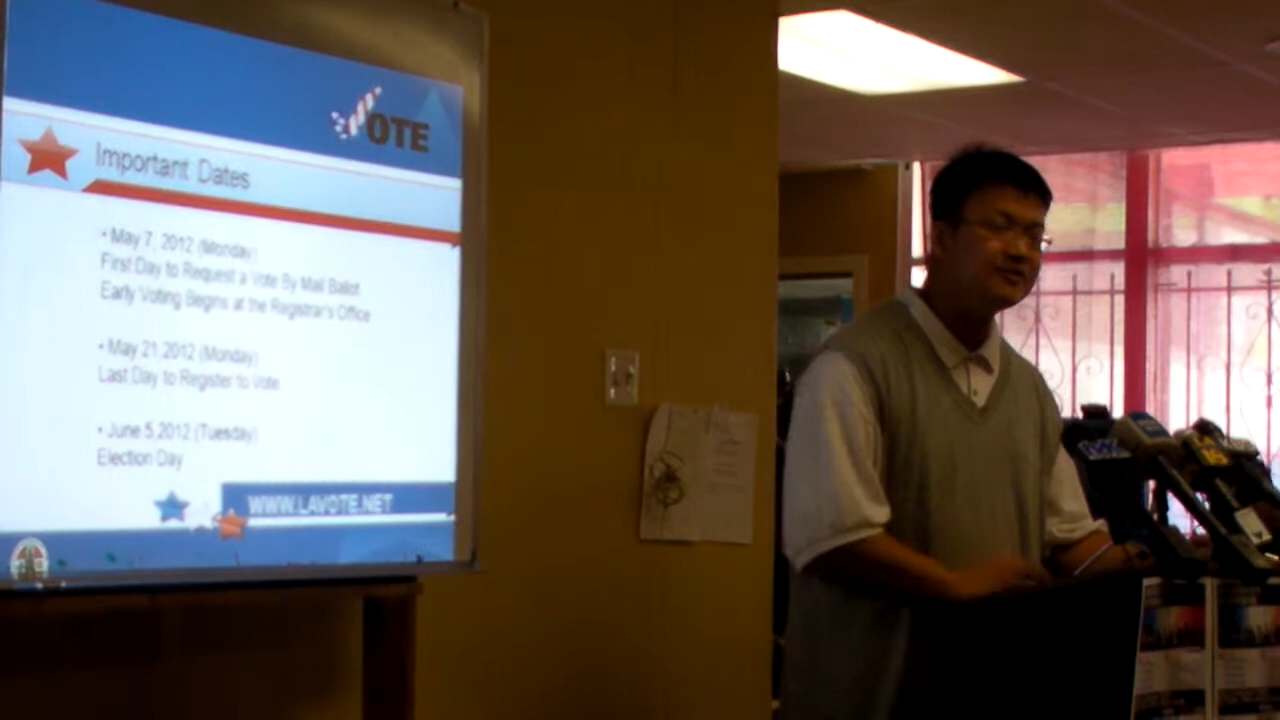 VOTE
Important Dates
• May 7, 2012 (Monday)
First Day to Request a Vote By Mail Ballot
Early Voting Begins at the Registrar's Office
• May 21 2012 (Monday)
Last Day to Register to Vote
• June 5,2012 (Tuesday)
Election Day
WWW.LAVOTE.NET
18